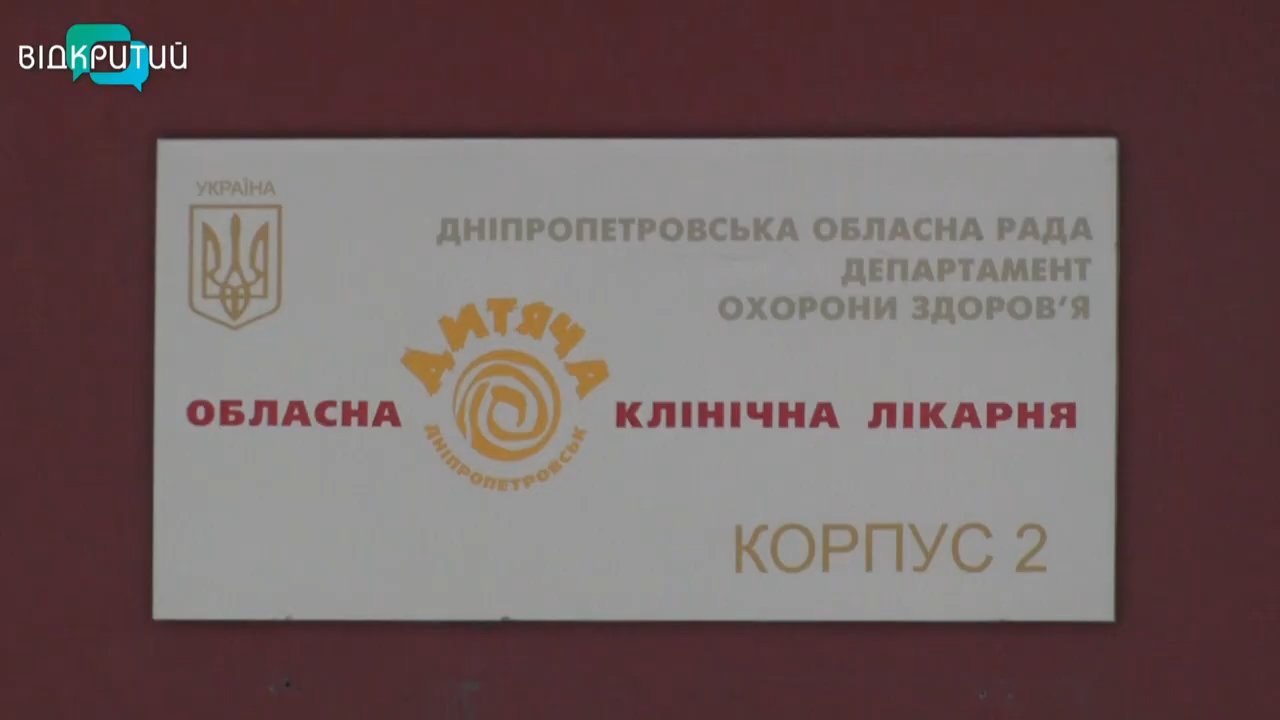 ВІДКРИТИЙ
УКРАЇНА
ДНІПРОПЕТРОВСЬКА ОБЛАСНА РАДА
ДЕПАРТАМЕНТ
ОХОРОНИ ЗДОРОВ'Я
ОБЛАСНА ДИТЯЧА КЛІНІЧНА ЛІКАРНЯ
ДНІПРОПЕТРОВСЬК
КОРПУС 2